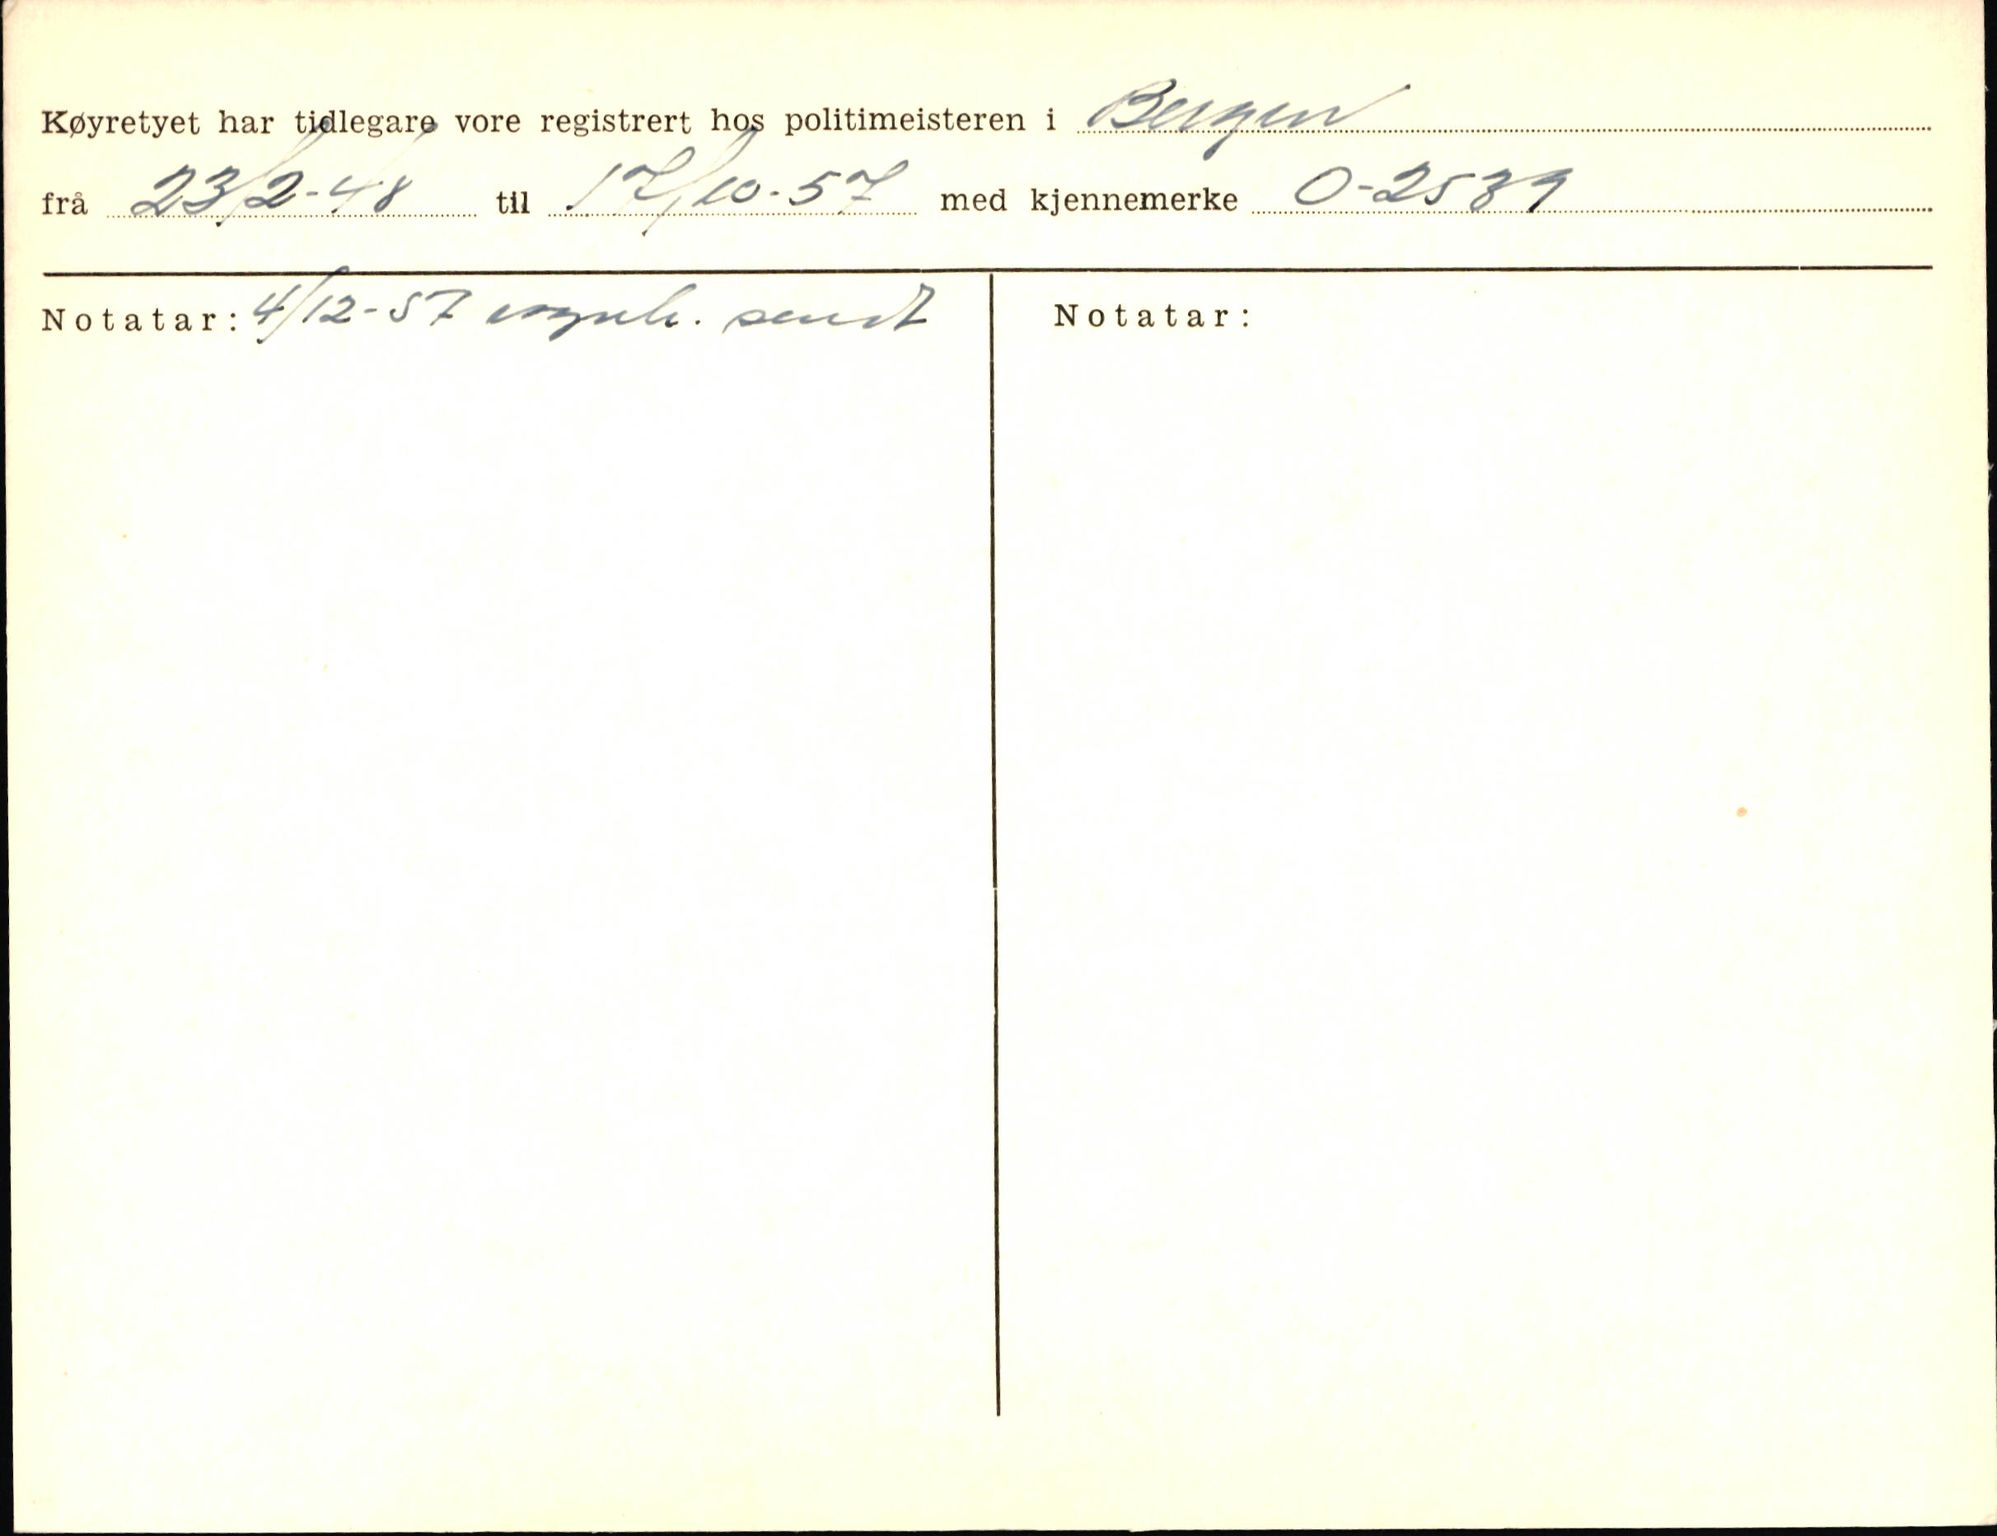 Køyretyet har tidlegare vore registrert hos politimeisteren i Bergen
frå 23/2-48 til 17/10-57 med kjennemerke O-2539
Notatar: 4/12-57 vognk. sendt
Notatar: